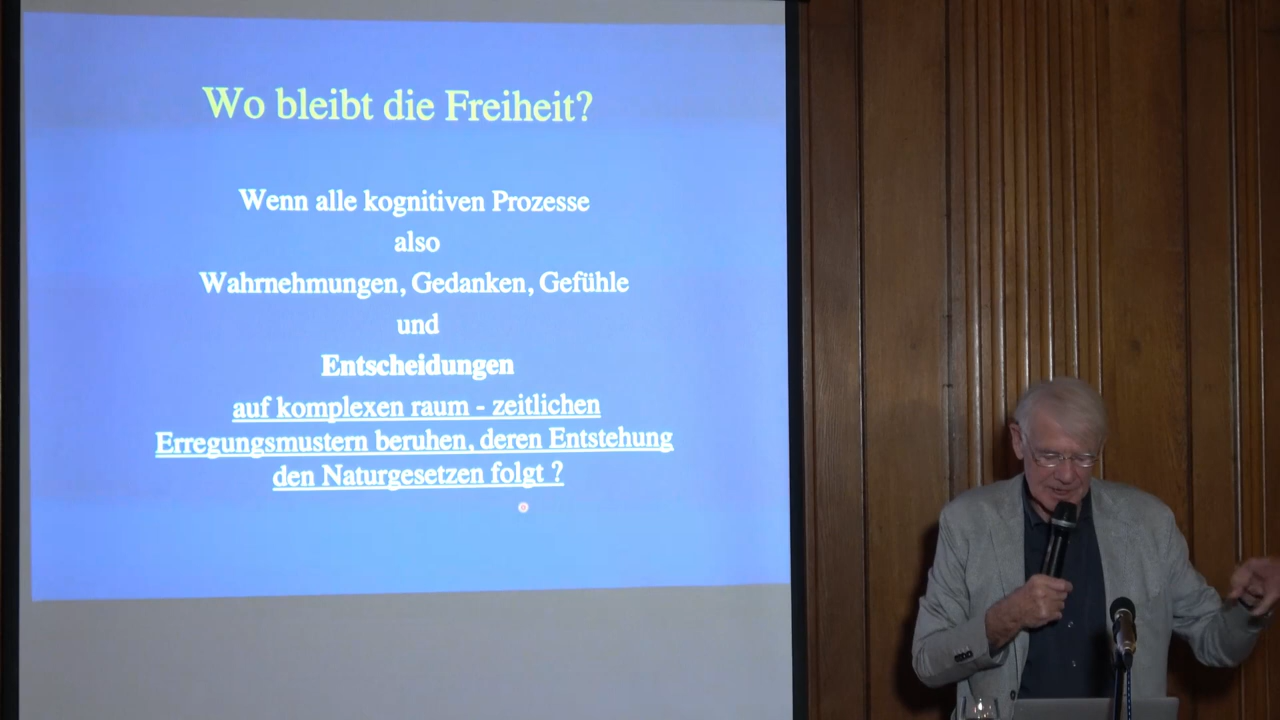 Wo bleibt die Freiheit?
Wenn alle kognitiven Prozesse
also
Wahrnehmungen, Gedanken, Gefühle
und
Entscheidungen
auf komplexen raum - zeitlichen
Erregungsmustern beruhen, deren Entstehung
den Naturgesetzen folgt ?